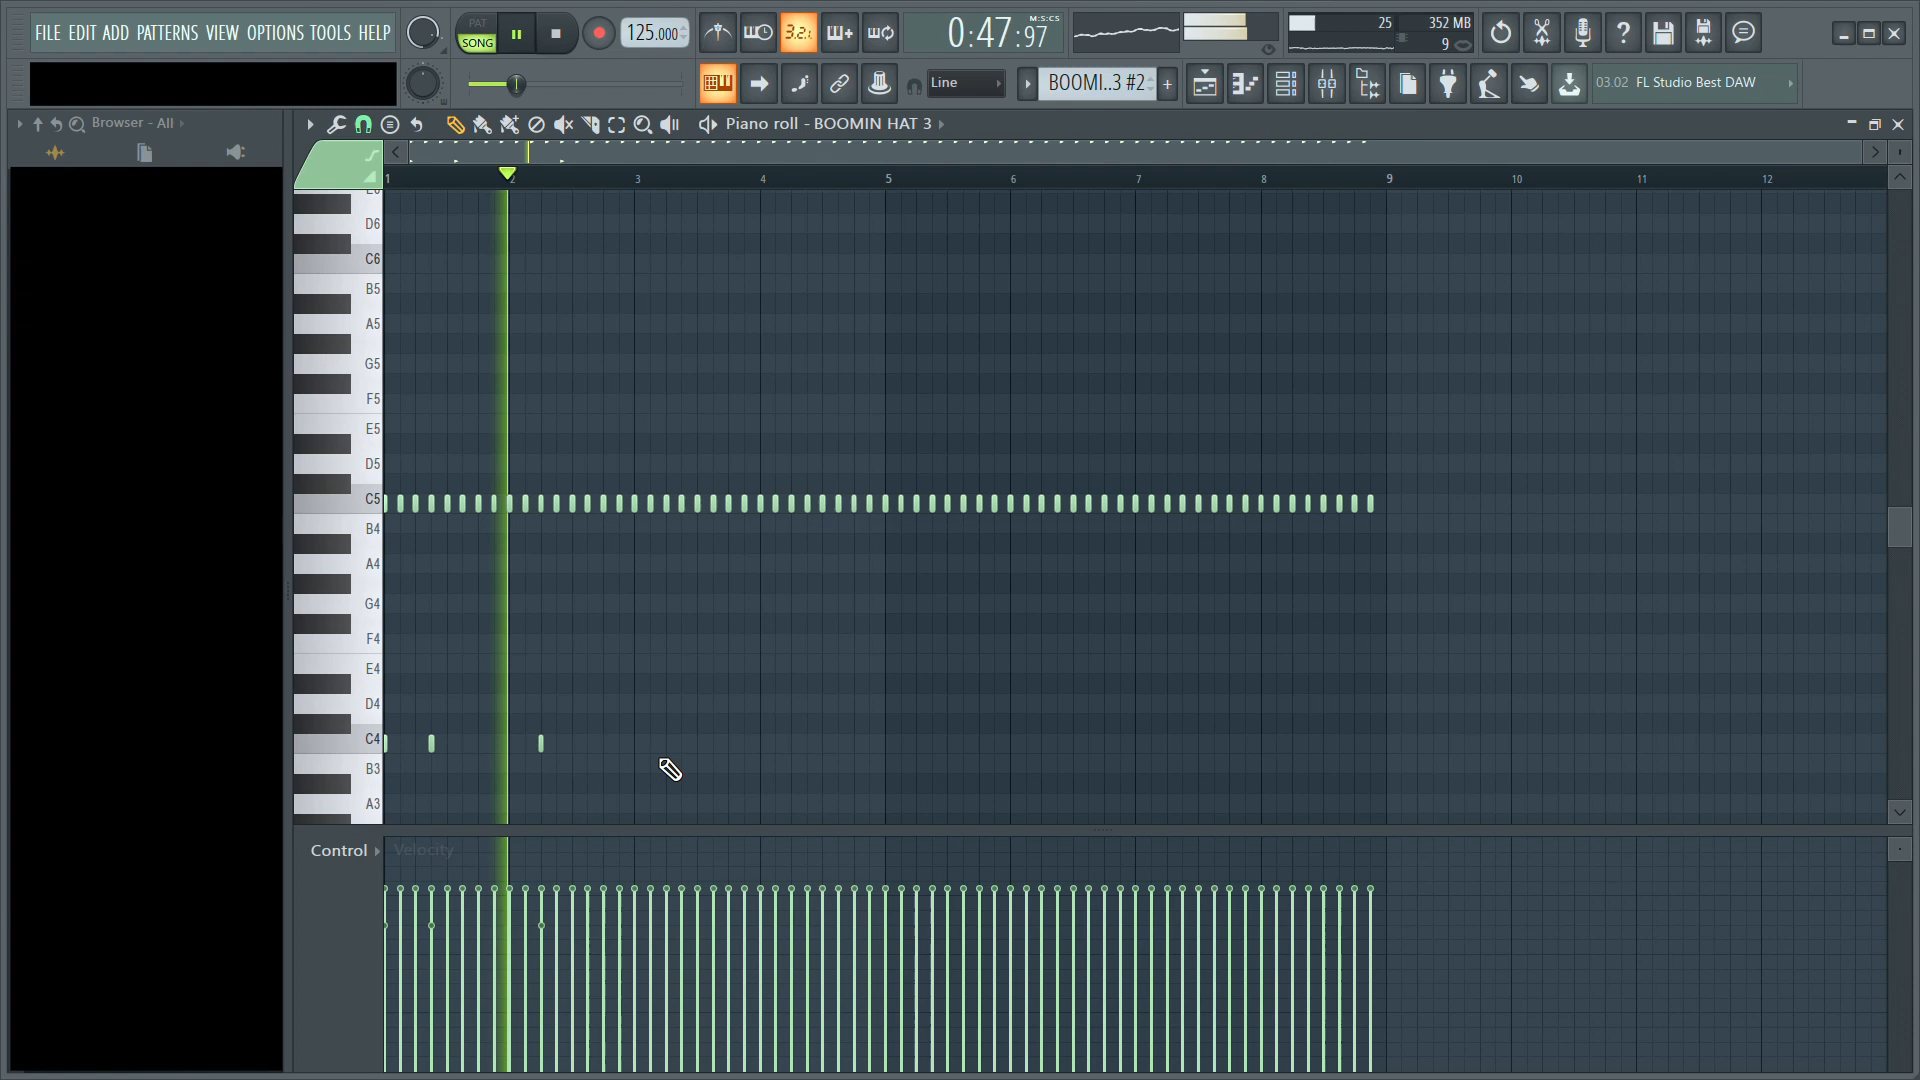 FILE EDIT ADD PATTERNS VIEW OPTIONS TOOLS HELP
PAT
SONG
125.000
3.2.
0:47:97
M:S:CS
25
352 MB
9
Line
BOOMI..3 #2
03.02 FL Studio Best DAW
Browser - All
Piano roll - BOOMIN HAT 3
1 2 3 4 5 6 7 8 9 10 11 12
D6
C6
B5
A5
G5
F5
E5
D5
C5
B4
A4
G4
F4
E4
D4
C4
B3
A3
Control
Velocity